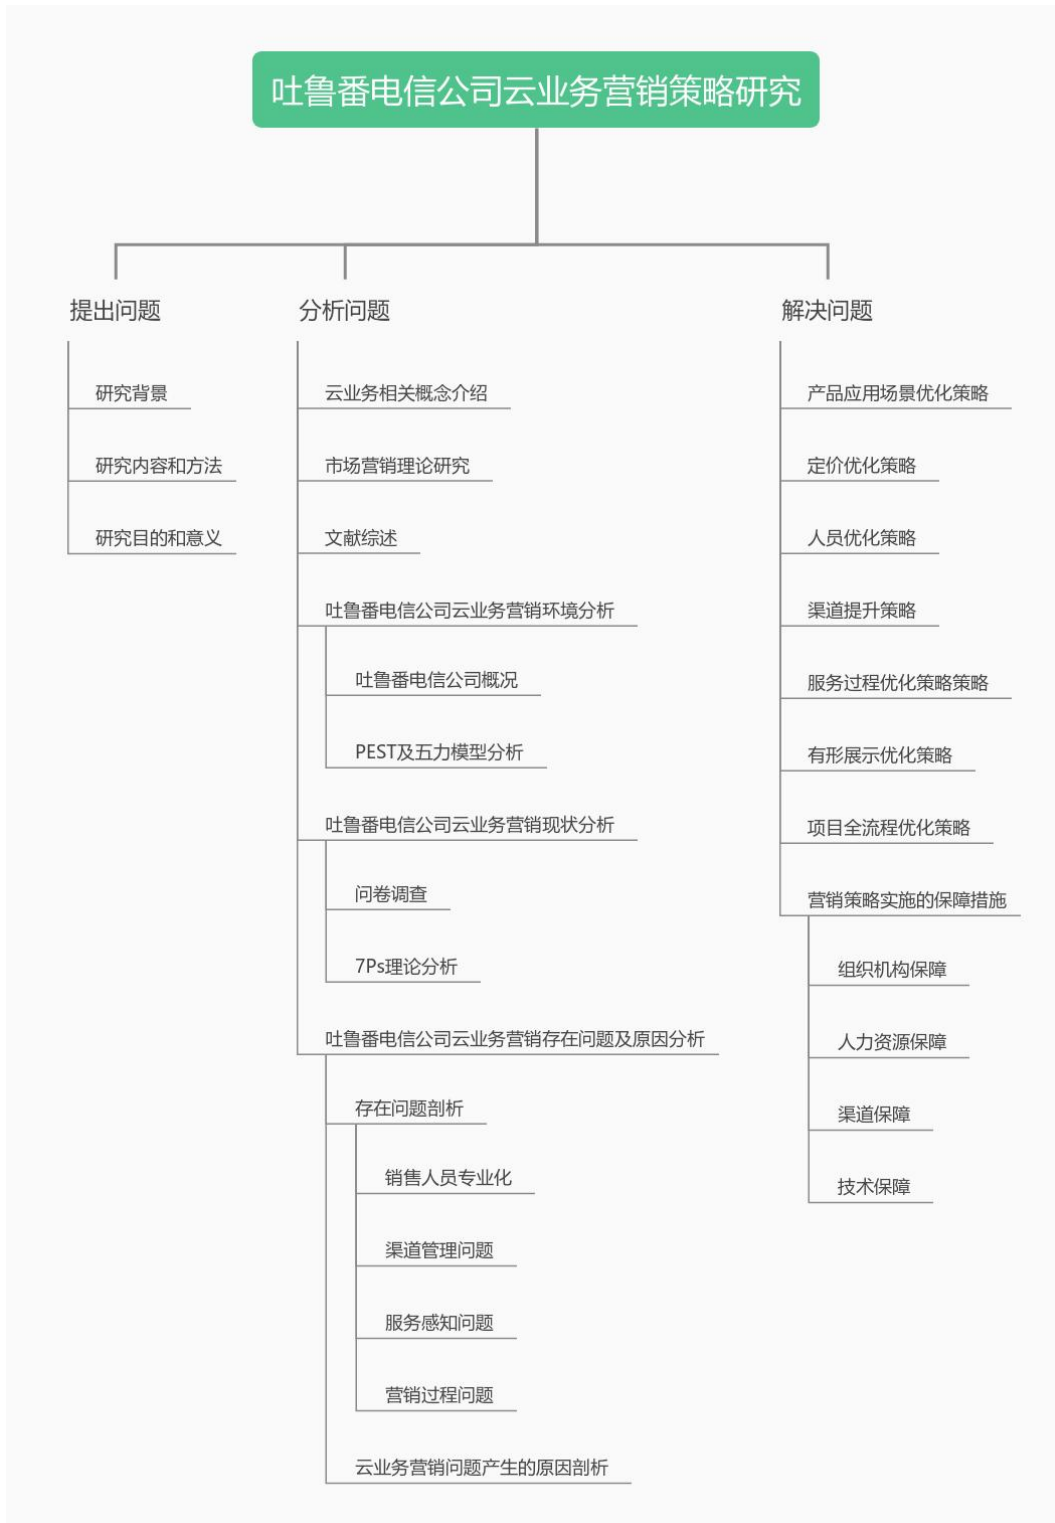 吐鲁番电信公司云业务营销策略研究
提出问题
研究背景
研究内容和方法
研究目的和意义
分析问题
云业务相关概念介绍
市场营销理论研究
文献综述
吐鲁番电信公司云业务营销环境分析
吐鲁番电信公司概况
PEST及五力模型分析
吐鲁番电信公司云业务营销现状分析
问卷调查
7Ps理论分析
吐鲁番电信公司云业务营销存在问题及原因分析
存在问题剖析
销售人员专业化
渠道管理问题
服务感知问题
营销过程问题
云业务营销问题产生的原因剖析
解决问题
产品应用场景优化策略
定价优化策略
人员优化策略
渠道提升策略
服务过程优化策略策略
有形展示优化策略
项目全流程优化策略
营销策略实施的保障措施
组织机构保障
人力资源保障
渠道保障
技术保障